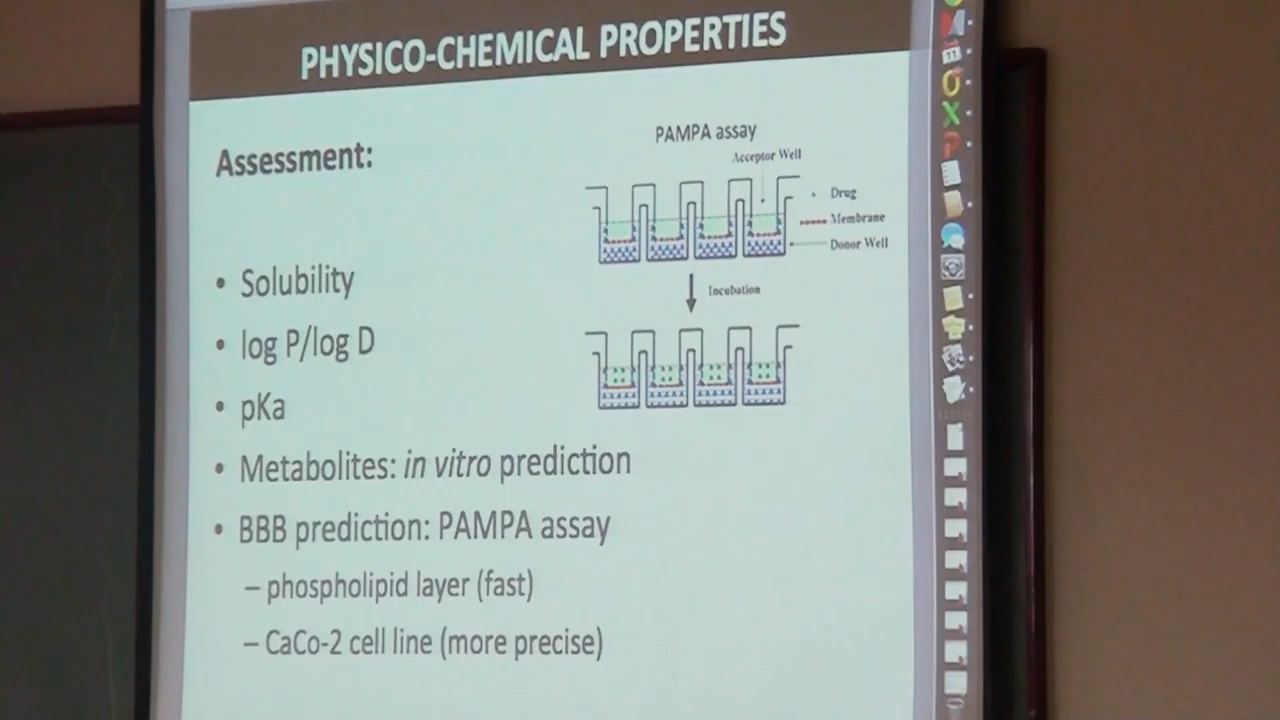 PHYSICO-CHEMICAL PROPERTIES
Assessment:
• Solubility
• log P/log D
• pKa
• Metabolites: in vitro prediction
• BBB prediction: PAMPA assay
– phospholipid layer (fast)
– CaCo-2 cell line (more precise)
PAMPA assay
Acceptor Well
Drug
Membrane
Donor Well
Incubation
11